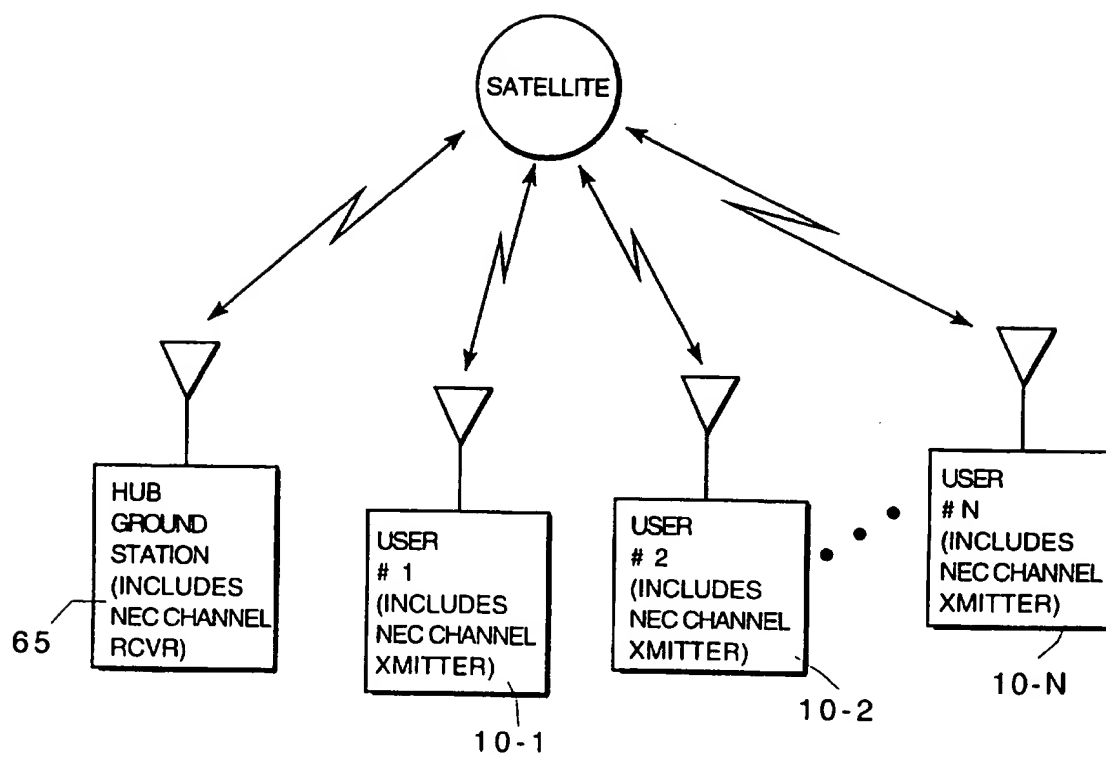 SATELLITE
HUB
GROUND
STATION
(INCLUDES
NEC CHANNEL
RCVR)
65
USER
# 1
(INCLUDES
NEC CHANNEL
XMITTER)
10-1
USER
# 2
(INCLUDES
NEC CHANNEL
XMITTER)
10-2
USER
# N
(INCLUDES
NEC CHANNEL
XMITTER)
10-N